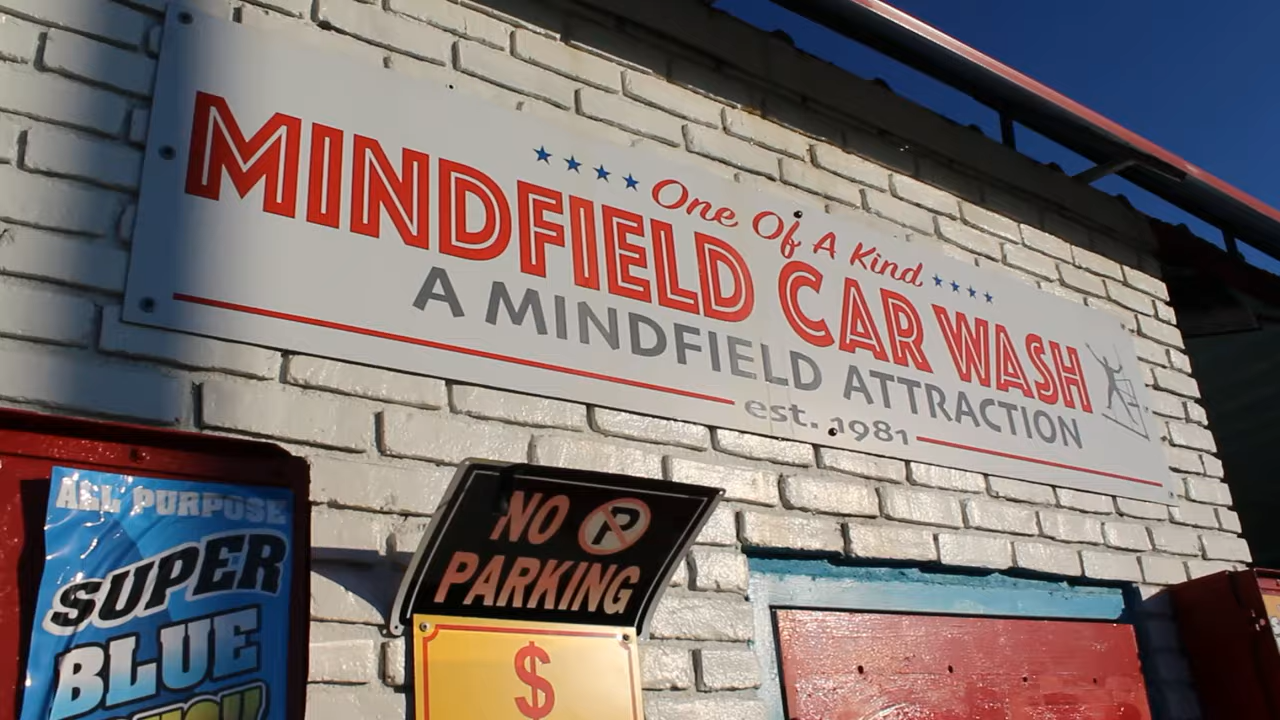 One Of A Kind
MINDFIELD CAR WASH
A MINDFIELD ATTRACTION
est. 1981
NO P
PARKING
$
ALL PURPOSE
SUPER
BLUE